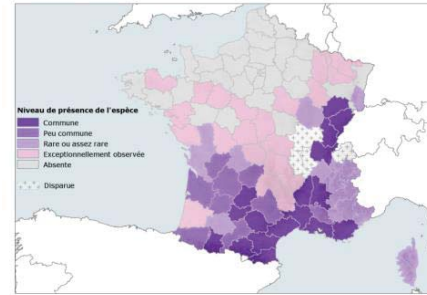 Niveau de présence de l'espèce
Commune
Peu commune
Rare ou assez rare
Exceptionnellement observée
Absente
Disparue